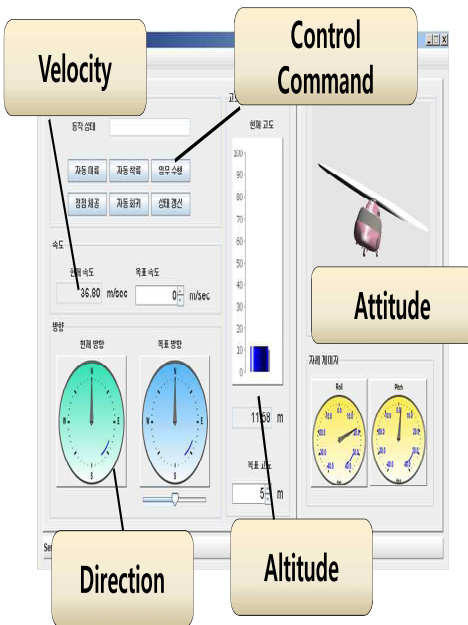 Velocity
Control
Command
동작 상태
현재 고도
자동 이륙
자동 착륙
임무 수행
정점 체공
자동 회귀
상태 갱신
속도
현재 속도
목표 속도
36.80 m/sec
0 m/sec
방향
현재 방향
목표 방향
N
W
E
S
N
W
E
S
100
90
80
70
60
50
40
30
20
10
0
11.58 m
목표 고도
5 m
Attitude
자세 게이지
Roll
Pitch
Direction
Altitude